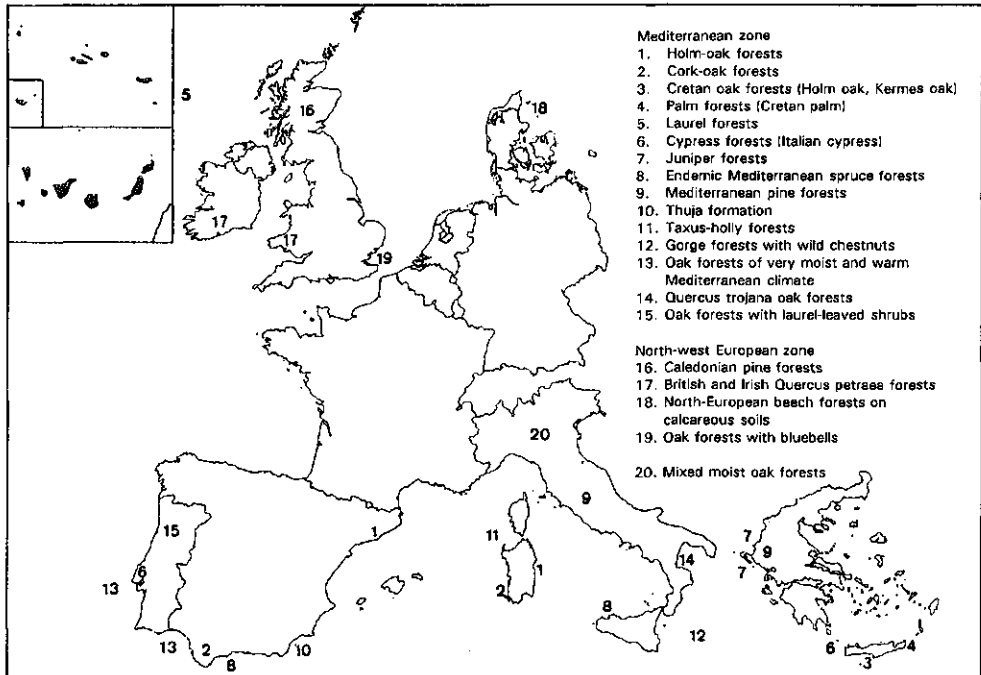 Mediterranean zone
1. Holm-oak forests
2. Cork-oak forests
3. Cretan oak forests (Holm oak, Kermes oak)
4. Palm forests (Cretan palm)
5. Laurel forests
6. Cypress forests (Italian cypress)
7. Juniper forests
8. Endemic Mediterranean spruce forests
9. Mediterranean pine forests
10. Thuja formation
11. Taxus-holly forests
12. Gorge forests with wild chestnuts
13. Oak forests of very moist and warm
Mediterranean climate
14. Quercus trojana oak forests
15. Oak forests with laurel-leaved shrubs
North-west European zone
16. Caledonian pine forests
17. British and Irish Quercus petraea forests
18. North-European beech forests on
calcareous soils
19. Oak forests with bluebells
20. Mixed moist oak forests
5
16
18
17
17
19
20
9
15
1
11
7
9
7
14
6
13
1
2
8
12
13
2
8
10
6
4
3